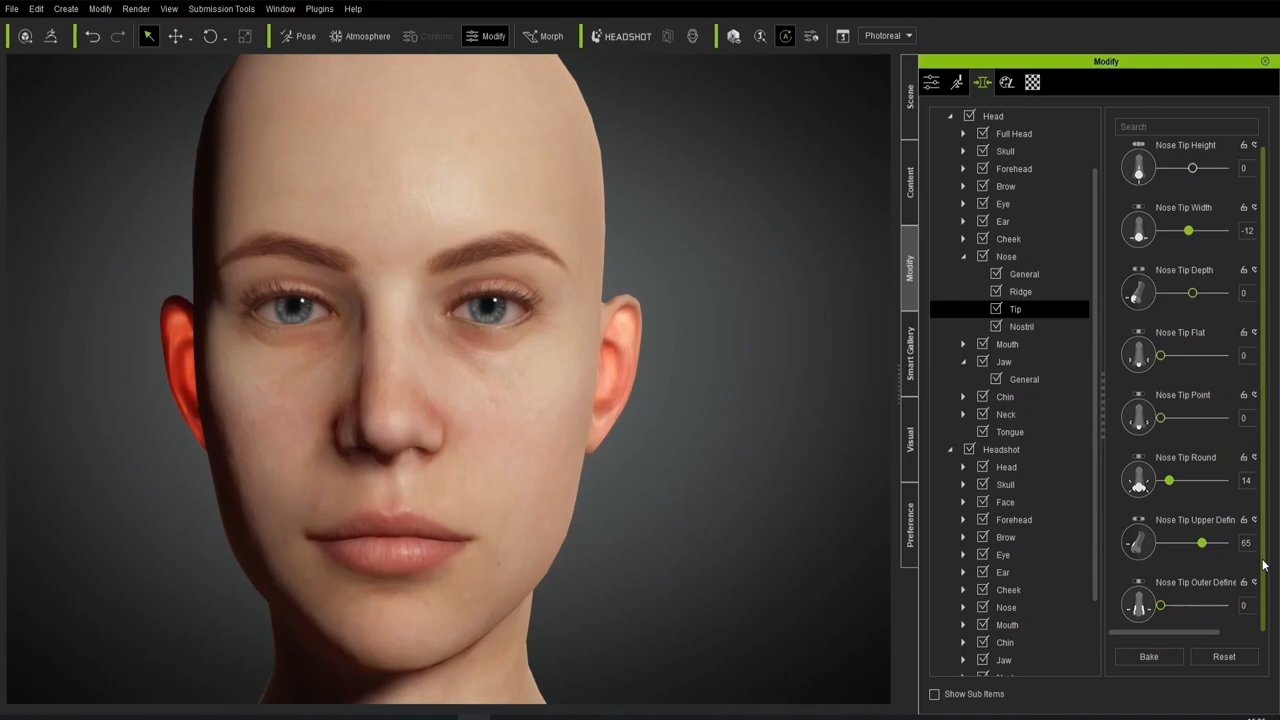 File Edit Create Modify Render View Submission Tools Window Plugins Help
Pose Atmosphere Conform Modify Morph HEADSHOT Photoreal
Modify
Scene
Content
Modify
Smart Gallery
Visual
Preference
Head
Full Head
Skull
Forehead
Brow
Eye
Ear
Cheek
Nose
General
Ridge
Tip
Nostril
Mouth
Jaw
General
Chin
Neck
Tongue
Headshot
Head
Skull
Face
Forehead
Brow
Eye
Ear
Cheek
Nose
Mouth
Chin
Jaw
Search
Nose Tip Height
0
Nose Tip Width
-12
Nose Tip Depth
0
Nose Tip Flat
0
Nose Tip Point
0
Nose Tip Round
14
Nose Tip Upper Defin
65
Nose Tip Outer Define
0
Bake Reset
Show Sub Items